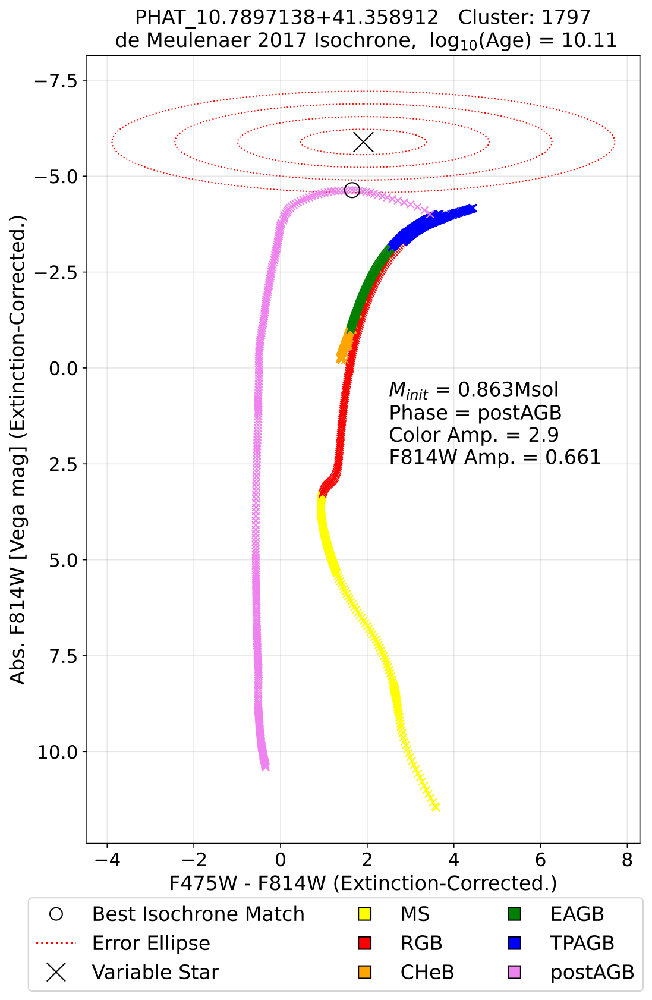 PHAT_10.7897138+41.358912   Cluster: 1797
de Meulenaer 2017 Isochrone,  log₁₀(Age) = 10.11
−7.5
−5.0
−2.5
0.0
2.5
5.0
7.5
10.0
Abs. F814W [Vega mag] (Extinction-Corrected.)
M_init = 0.863Msol
Phase = postAGB
Color Amp. = 2.9
F814W Amp. = 0.661
−4 −2 0 2 4 6 8
F475W - F814W (Extinction-Corrected.)
Best Isochrone Match MS EAGB
Error Ellipse RGB TPAGB
Variable Star CHeB postAGB